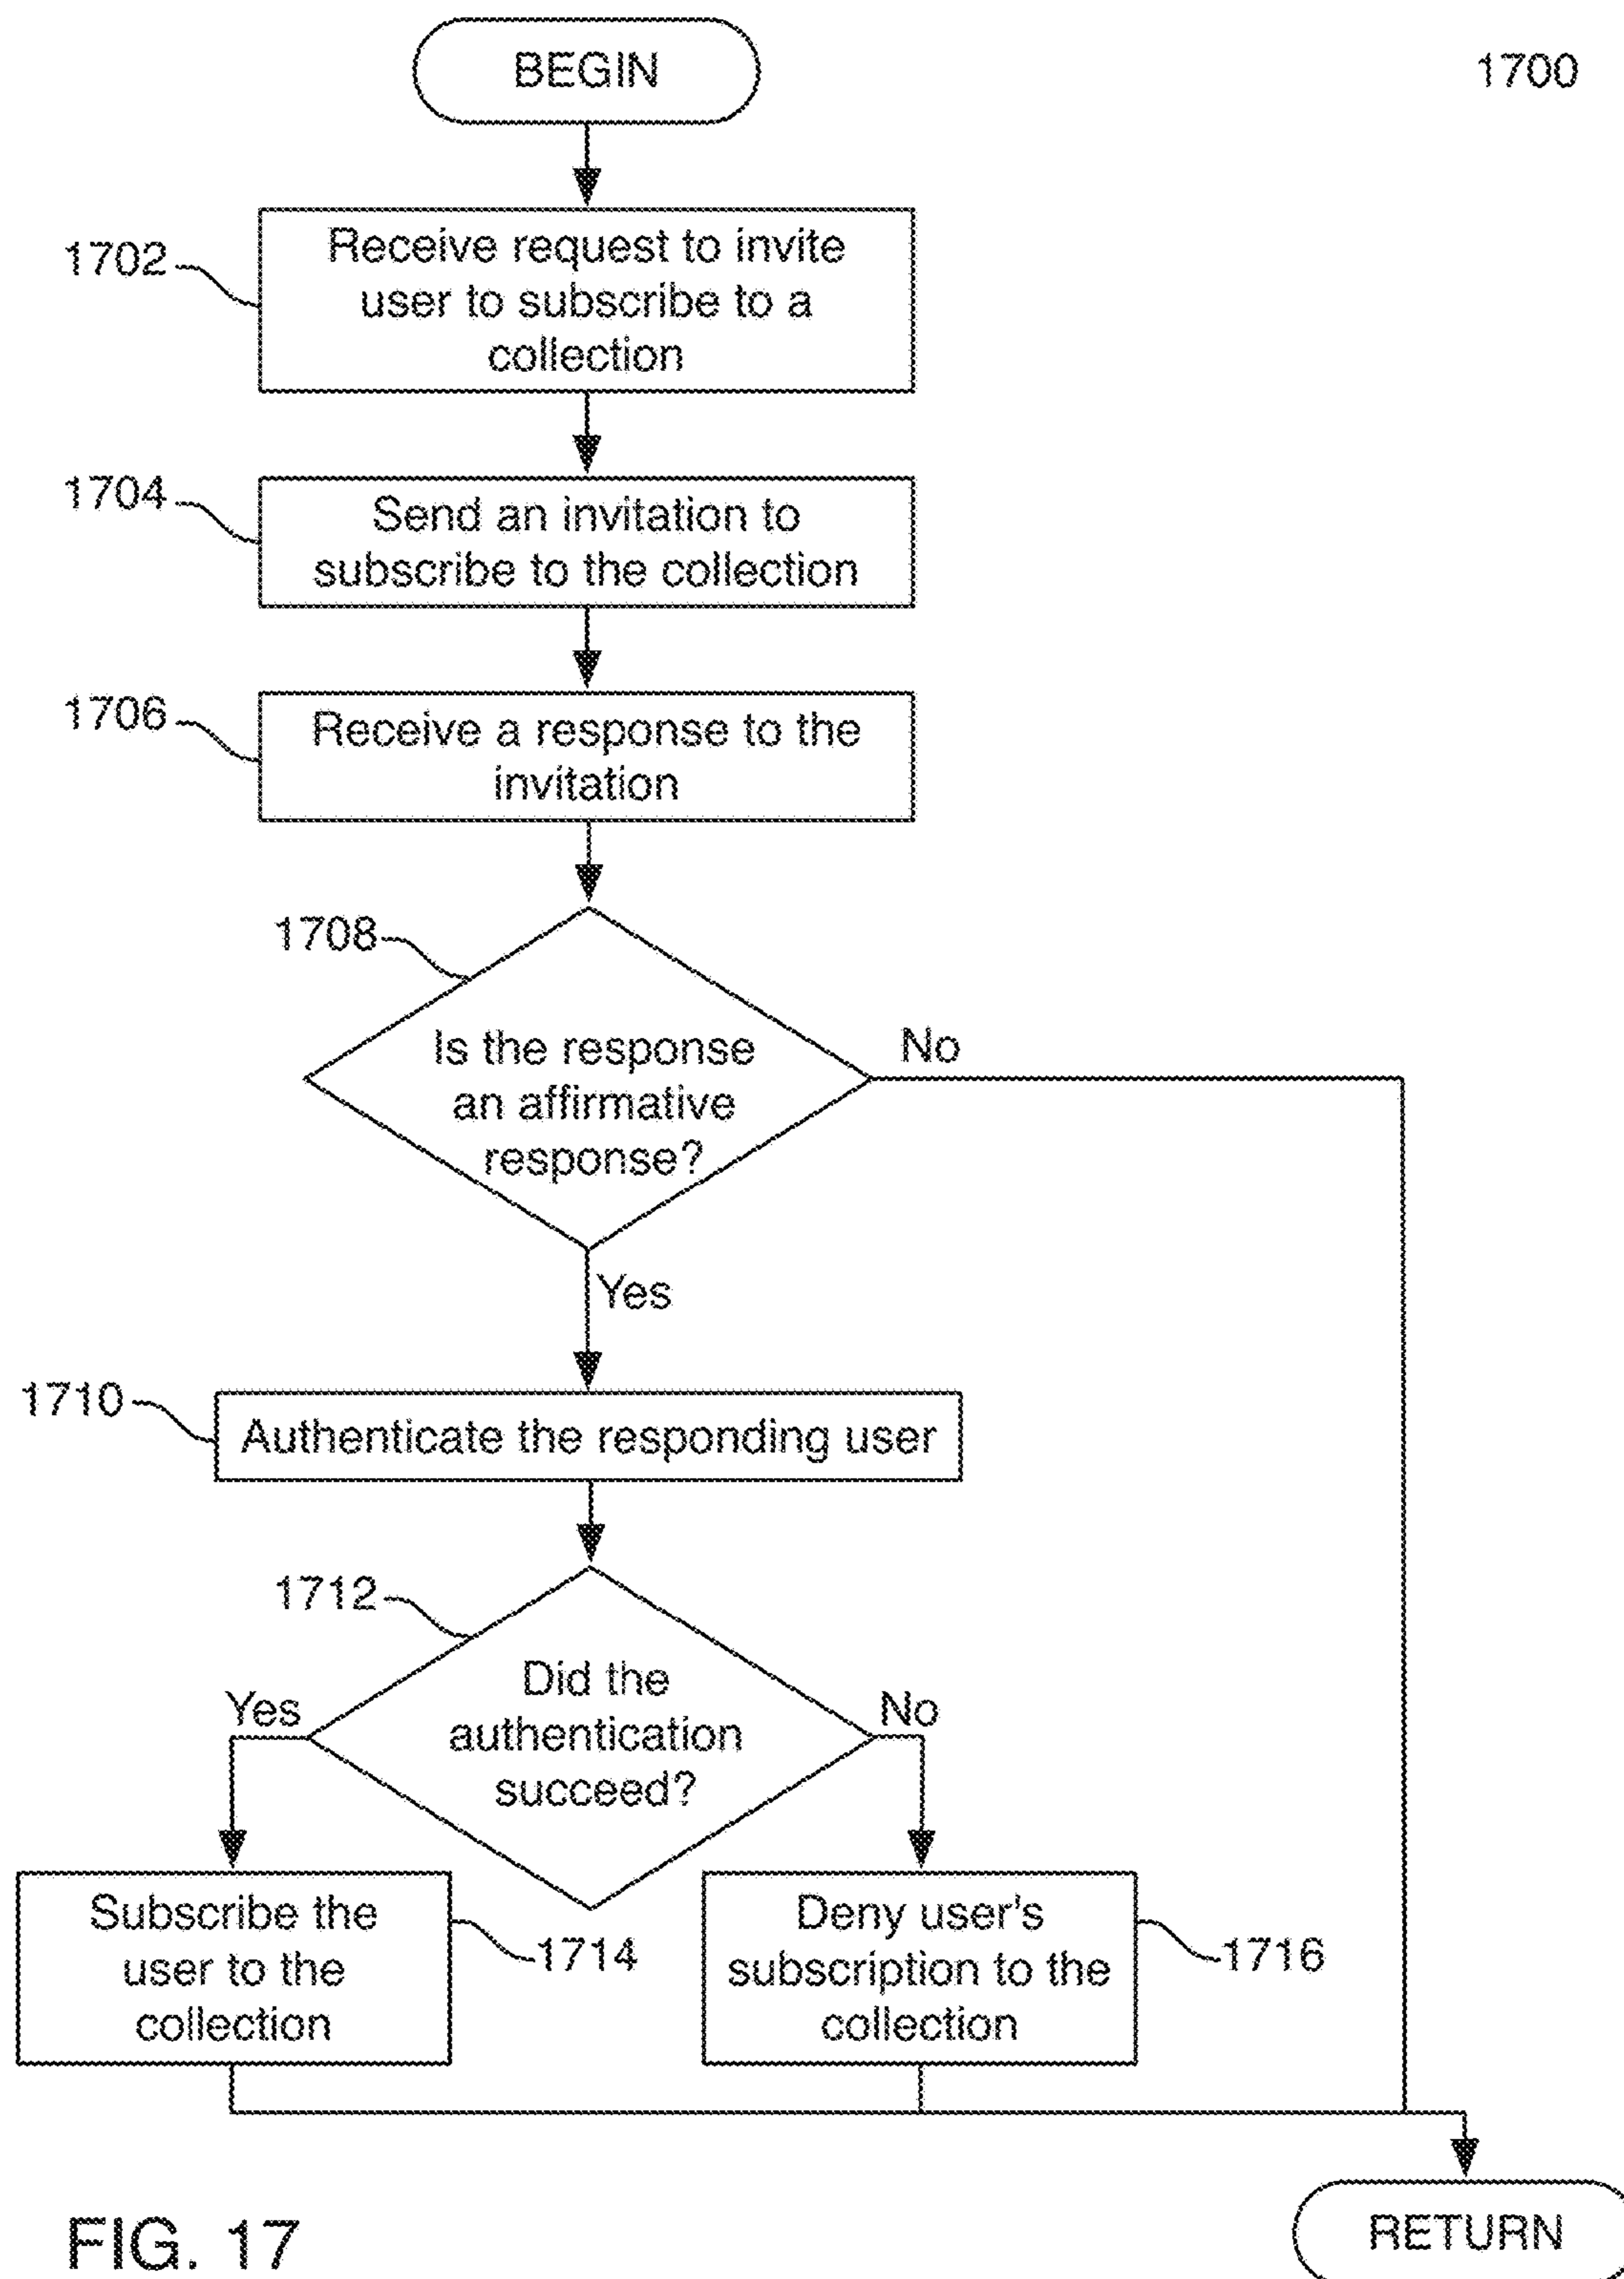 BEGIN
1700
1702
Receive request to invite
user to subscribe to a
collection
1704
Send an invitation to
subscribe to the collection
1706
Receive a response to the
invitation
1708
Is the response
an affirmative
response?
No
Yes
1710
Authenticate the responding user
1712
Did the
authentication
succeed?
Yes
No
Subscribe the
user to the
collection
1714
Deny user's
subscription to the
collection
1716
RETURN
FIG. 17